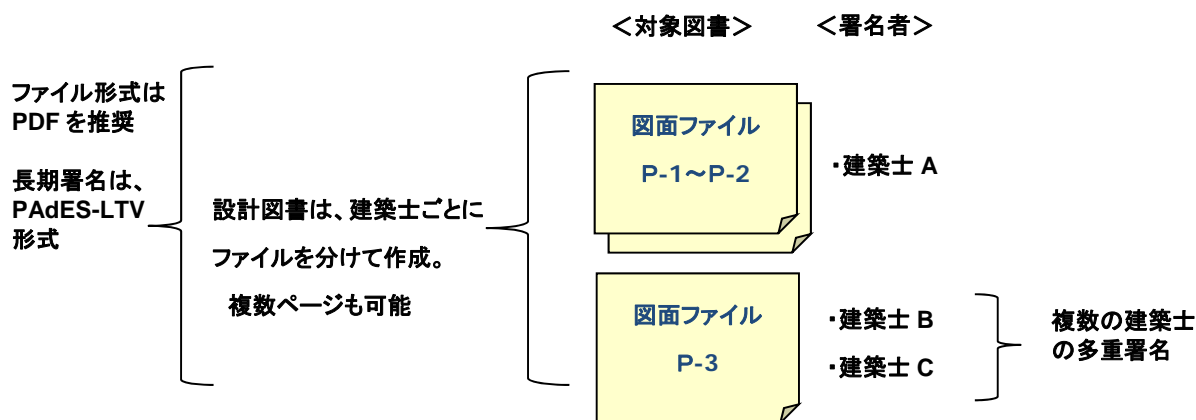 ＜対象図書＞
＜署名者＞
ファイル形式は
PDF を推奨
長期署名は、
PAdES-LTV
形式
設計図書は、建築士ごとに
ファイルを分けて作成。
複数ページも可能
図面ファイル
P-1～P-2
・建築士 A
図面ファイル
P-3
・建築士 B
・建築士 C
複数の建築士
の多重署名